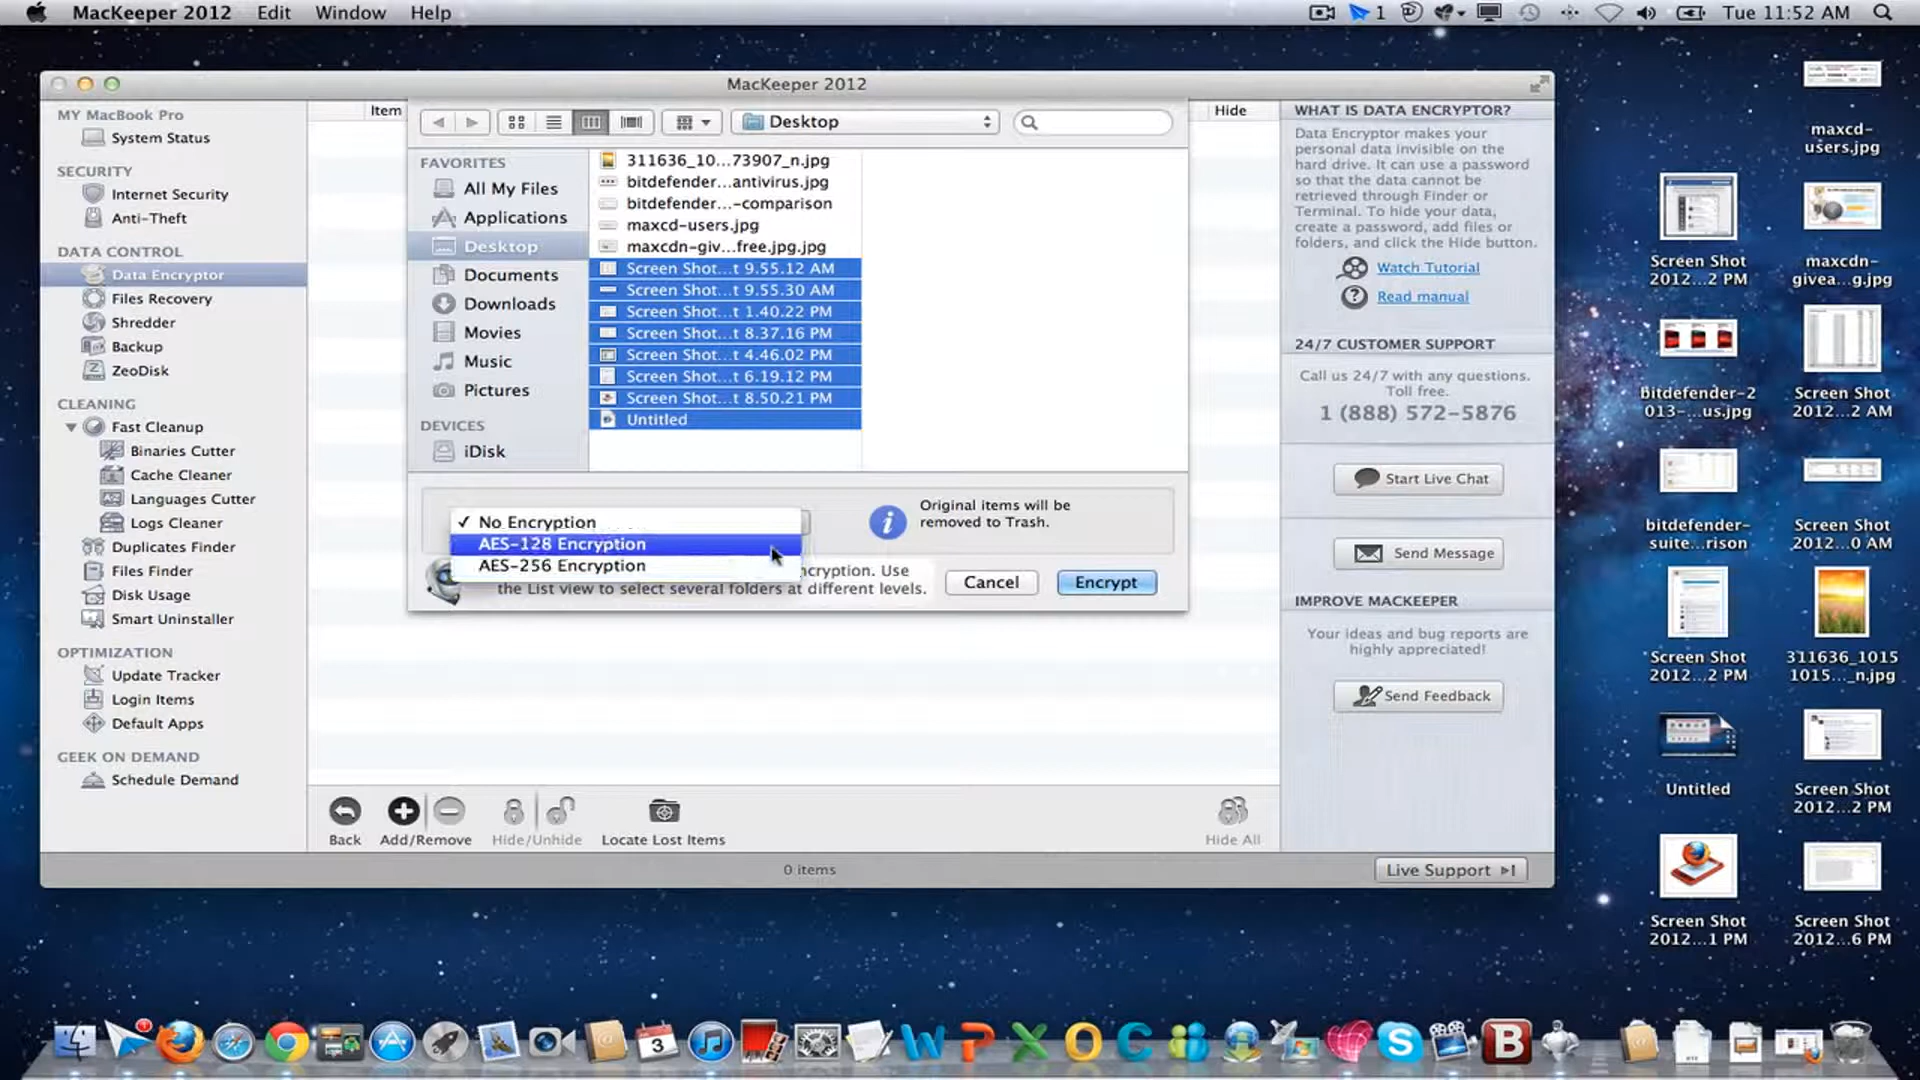 MacKeeper 2012 Edit Window Help
1 Tue 11:52 AM
MacKeeper 2012
MY MacBook Pro
System Status
SECURITY
Internet Security
Anti-Theft
DATA CONTROL
Data Encryptor
Files Recovery
Shredder
Backup
ZeoDisk
CLEANING
Fast Cleanup
Binaries Cutter
Cache Cleaner
Languages Cutter
Logs Cleaner
Duplicates Finder
Files Finder
Disk Usage
Smart Uninstaller
OPTIMIZATION
Update Tracker
Login Items
Default Apps
GEEK ON DEMAND
Schedule Demand
Item
Hide
Desktop
FAVORITES
All My Files
Applications
Desktop
Documents
Downloads
Movies
Music
Pictures
DEVICES
iDisk
311636_10...73907_n.jpg
bitdefender...antivirus.jpg
bitdefender...-comparison
maxcd-users.jpg
maxcdn-giv...free.jpg.jpg
Screen Shot...t 9.55.12 AM
Screen Shot...t 9.55.30 AM
Screen Shot...t 1.40.22 PM
Screen Shot...t 8.37.16 PM
Screen Shot...t 4.46.02 PM
Screen Shot...t 6.19.12 PM
Screen Shot...t 8.50.21 PM
Untitled
✓ No Encryption
AES-128 Encryption
AES-256 Encryption
Original items will be
removed to Trash.
ncryption. Use
the List view to select several folders at different levels.
Cancel
Encrypt
Back
Add/Remove
Hide/Unhide
Locate Lost Items
Hide All
0 items
Live Support
WHAT IS DATA ENCRYPTOR?
Data Encryptor makes your
personal data invisible on the
hard drive. It can use a password
so that the data cannot be
retrieved through Finder or
Terminal. To hide your data,
create a password, add files or
folders, and click the Hide button.
Watch Tutorial
Read manual
24/7 CUSTOMER SUPPORT
Call us 24/7 with any questions.
Toll free.
1 (888) 572-5876
Start Live Chat
Send Message
IMPROVE MACKEEPER
Your ideas and bug reports are
highly appreciated!
Send Feedback
maxcd-
users.jpg
Screen Shot
2012...2 PM
maxcdn-
givea...g.jpg
Bitdefender-2
013-...us.jpg
Screen Shot
2012...2 AM
bitdefender-
suite...rison
Screen Shot
2012...0 AM
Screen Shot
2012...2 PM
311636_1015
1015..._n.jpg
Untitled
Screen Shot
2012...2 PM
Screen Shot
2012...1 PM
Screen Shot
2012...6 PM
3
B